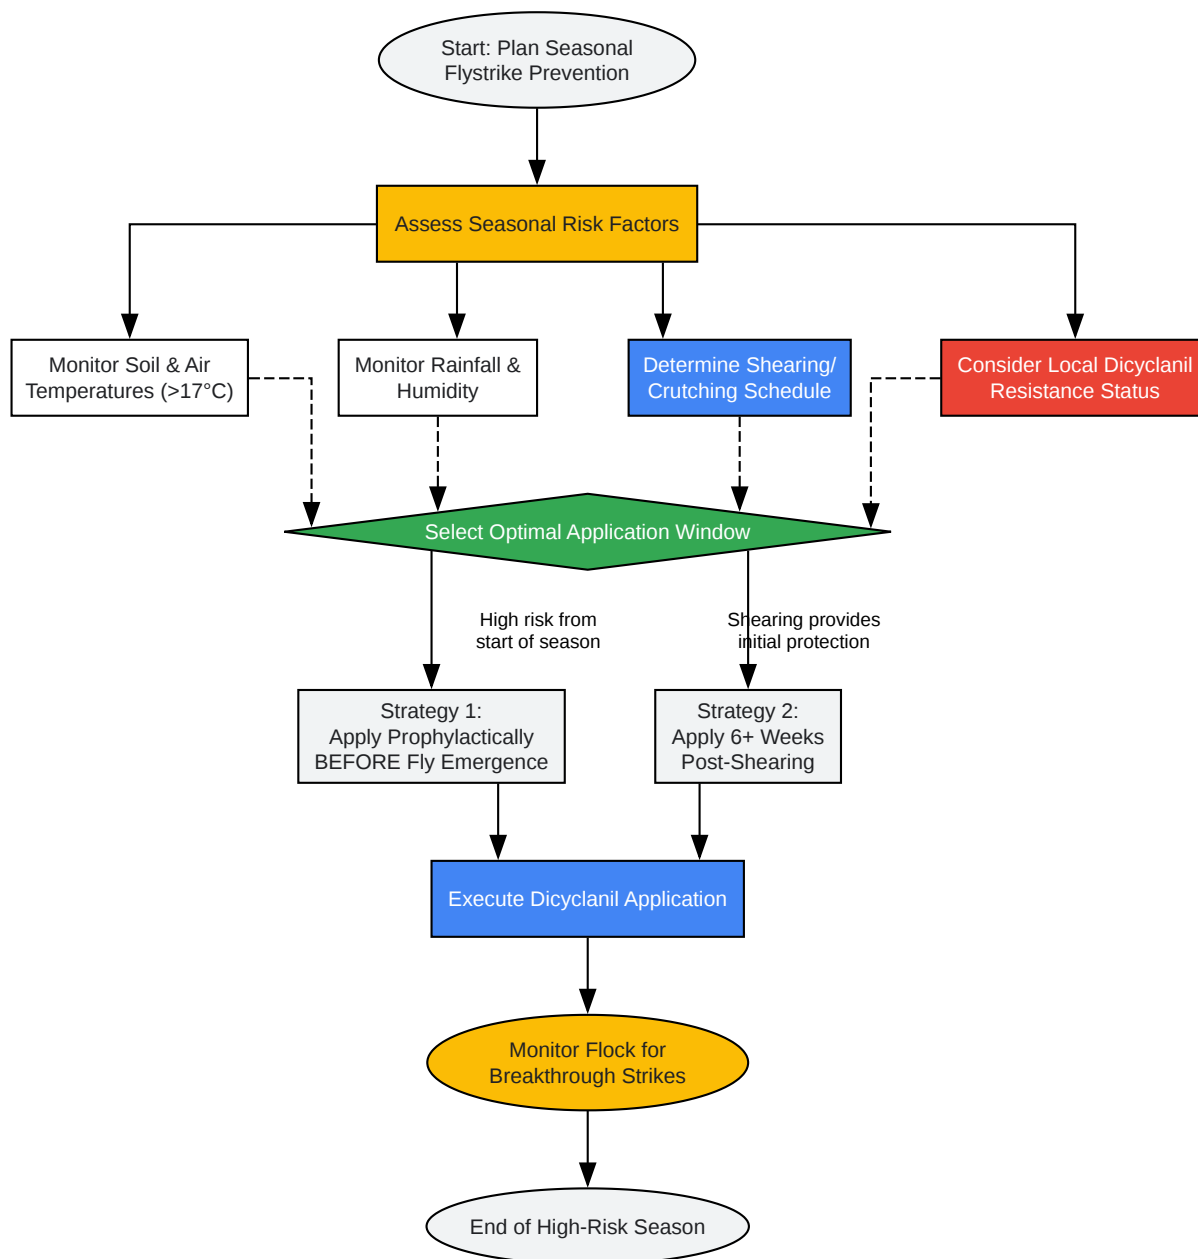 Start: Plan Seasonal
Flystrike Prevention
Assess Seasonal Risk Factors
Monitor Soil & Air
Temperatures (>17°C)
Monitor Rainfall &
Humidity
Determine Shearing/
Crutching Schedule
Consider Local Dicyclanil
Resistance Status
Select Optimal Application Window
High risk from
start of season
Shearing provides
initial protection
Strategy 1:
Apply Prophylactically
BEFORE Fly Emergence
Strategy 2:
Apply 6+ Weeks
Post-Shearing
Execute Dicyclanil Application
Monitor Flock for
Breakthrough Strikes
End of High-Risk Season